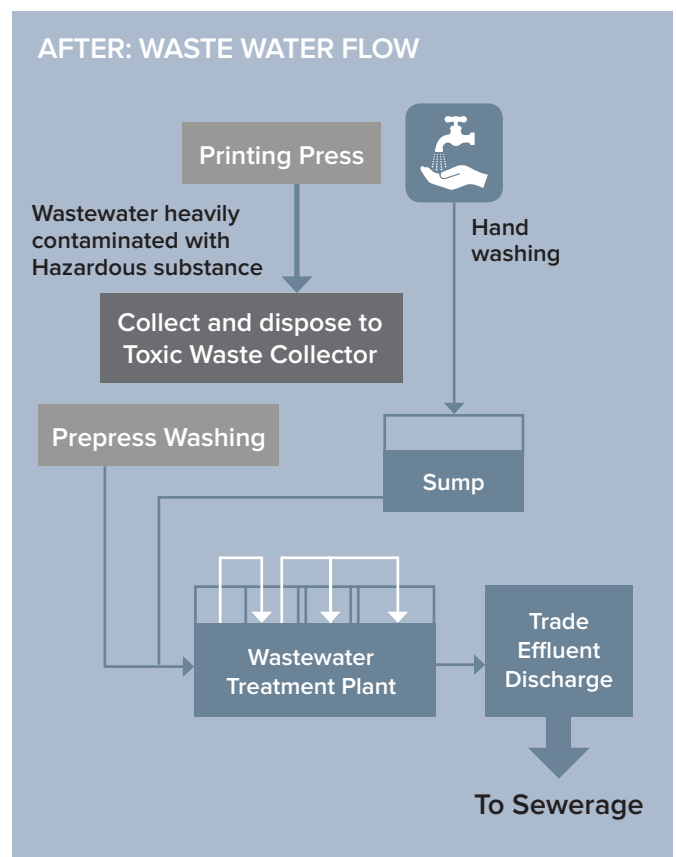 AFTER: WASTE WATER FLOW
Printing Press
Wastewater heavily
contaminated with
Hazardous substance
Hand
washing
Collect and dispose to
Toxic Waste Collector
Prepress Washing
Sump
Wastewater
Treatment Plant
Trade
Effluent
Discharge
To Sewerage